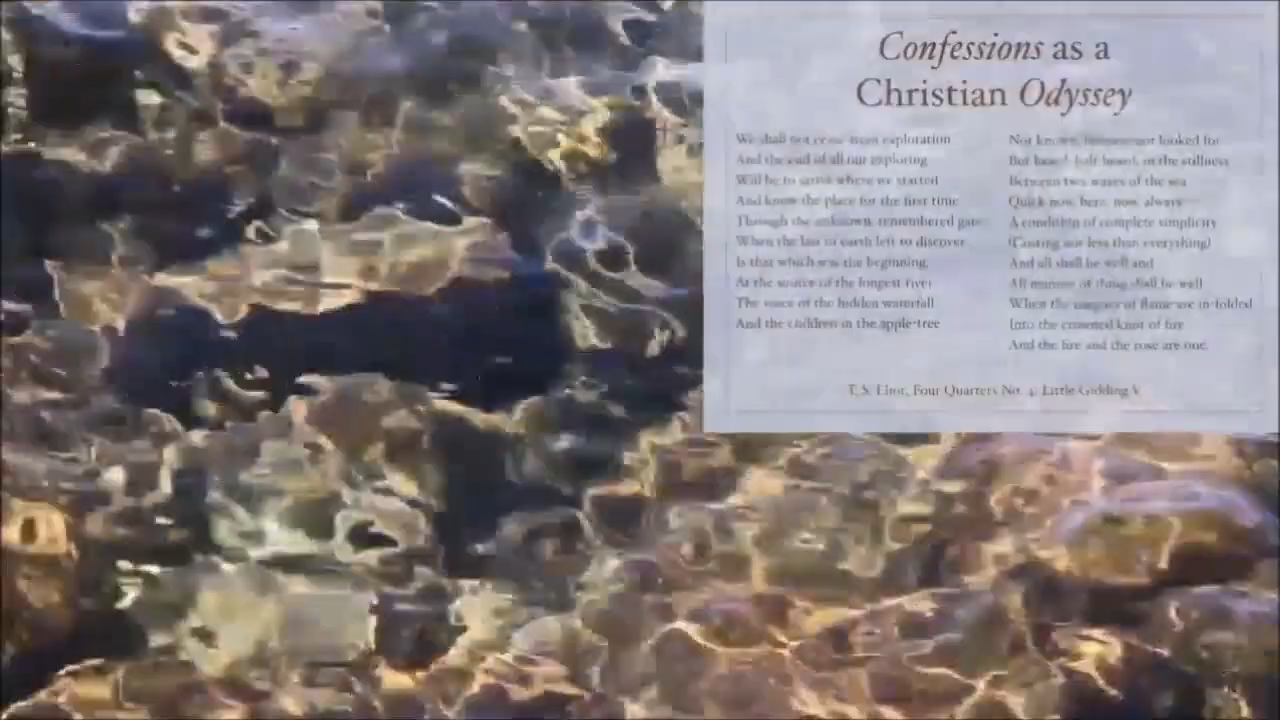 Confessions as a
Christian Odyssey
We shall not cease from exploration
And the end of all our exploring
Will be to arrive where we started
And know the place for the first time
Through the unknown, remembered gate
When the last of earth left to discover
Is that which was the beginning;
At the source of the longest river
The voice of the hidden waterfall
And the children in the apple-tree
Not known, because not looked for
But heard, half-heard, in the stillness
Between two waves of the sea
Quick now, here, now, always—
A condition of complete simplicity
(Costing not less than everything)
And all shall be well and
All manner of thing shall be well
When the tongues of flame are in-folded
Into the crowned knot of fire
And the fire and the rose are one.
T. S. Eliot, Four Quarters No. 4: Little Gidding V